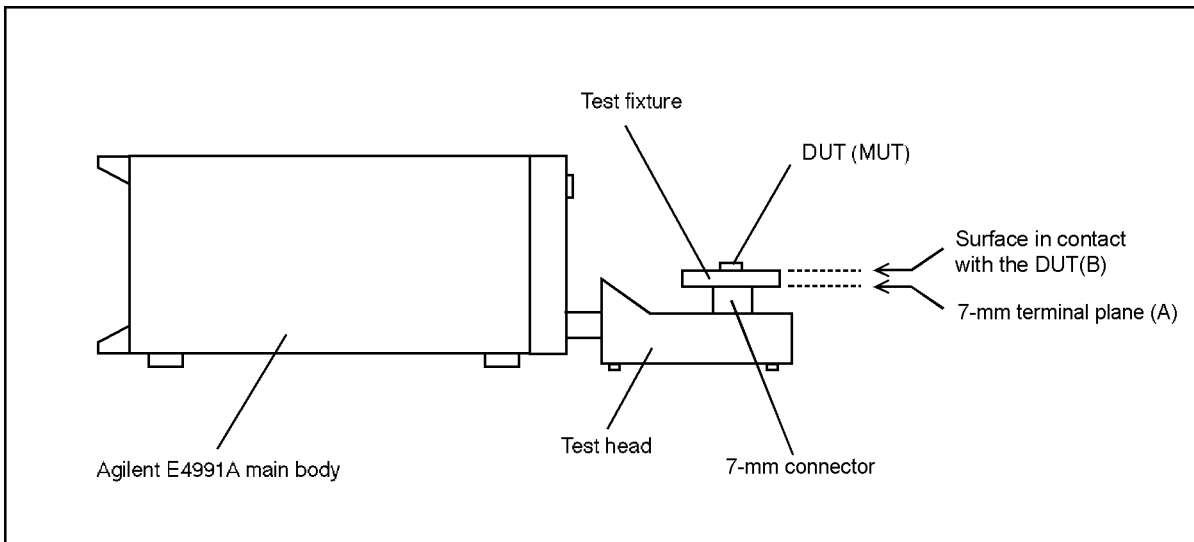 Test fixture
DUT (MUT)
Surface in contact
with the DUT(B)
7-mm terminal plane (A)
Test head
7-mm connector
Agilent E4991A main body